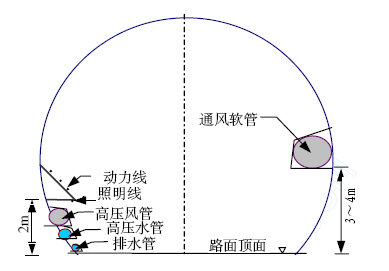 通风软管
动力线
照明线
高压风管
高压水管
排水管
路面顶面
2m
3～4m